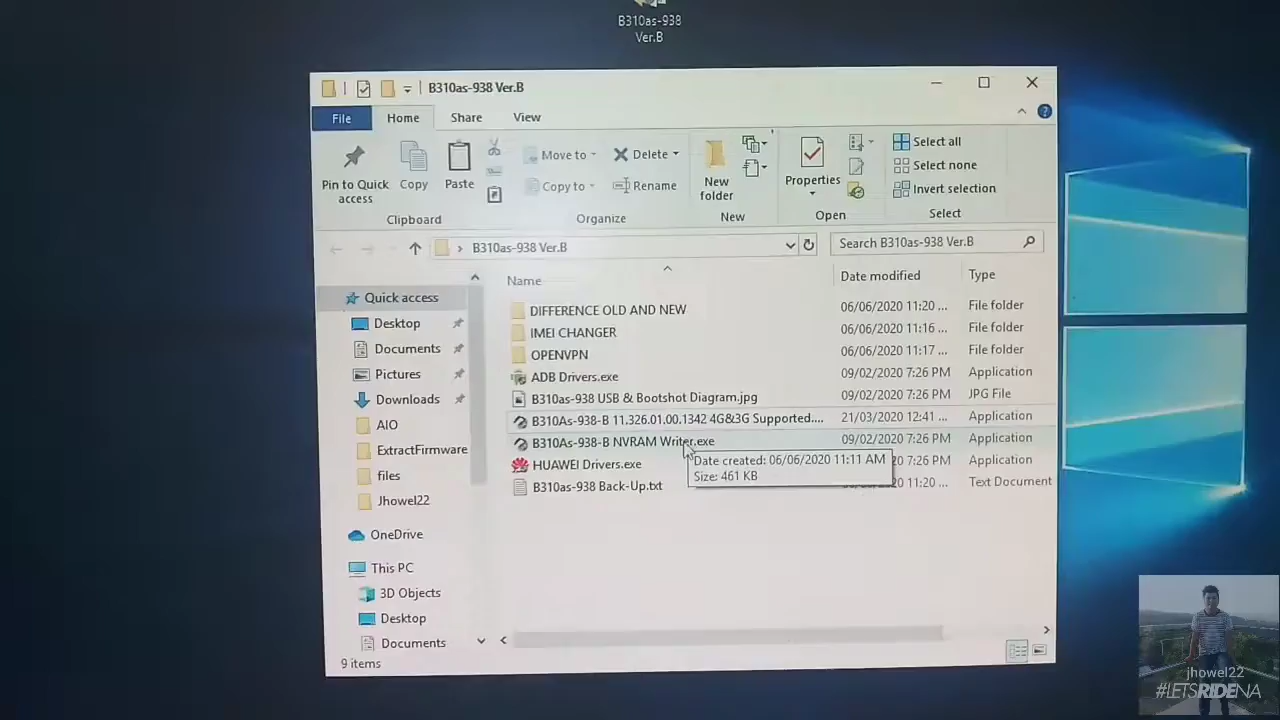 B310as-938
Ver.B
B310as-938 Ver.B
File
Home
Share
View
Pin to Quick
access
Copy
Paste
Move to
Copy to
Delete
Rename
New
folder
Properties
Select all
Select none
Invert selection
Clipboard
Organize
New
Open
Select
B310as-938 Ver.B
Search B310as-938 Ver.B
Name
Date modified
Type
DIFFERENCE OLD AND NEW
06/06/2020 11:20 ...
File folder
IMEI CHANGER
06/06/2020 11:16 ...
File folder
OPENVPN
06/06/2020 11:17 ...
File folder
ADB Drivers.exe
09/02/2020 7:26 PM
Application
B310as-938 USB & Bootshot Diagram.jpg
09/02/2020 7:26 PM
JPG File
B310As-938-B 11.326.01.00.1342 4G&3G Supported....
21/03/2020 12:41 ...
Application
B310As-938-B NVRAM Writer.exe
09/02/2020 7:26 PM
Application
HUAWEI Drivers.exe
Application
B310as-938 Back-Up.txt
11:20 ...
Text Document
Date created: 06/06/2020 11:11 AM
Size: 461 KB
Quick access
Desktop
Documents
Pictures
Downloads
AIO
ExtractFirmware
files
Jhowel22
OneDrive
This PC
3D Objects
Desktop
Documents
9 items
jhowel22
#LETSRIDENA